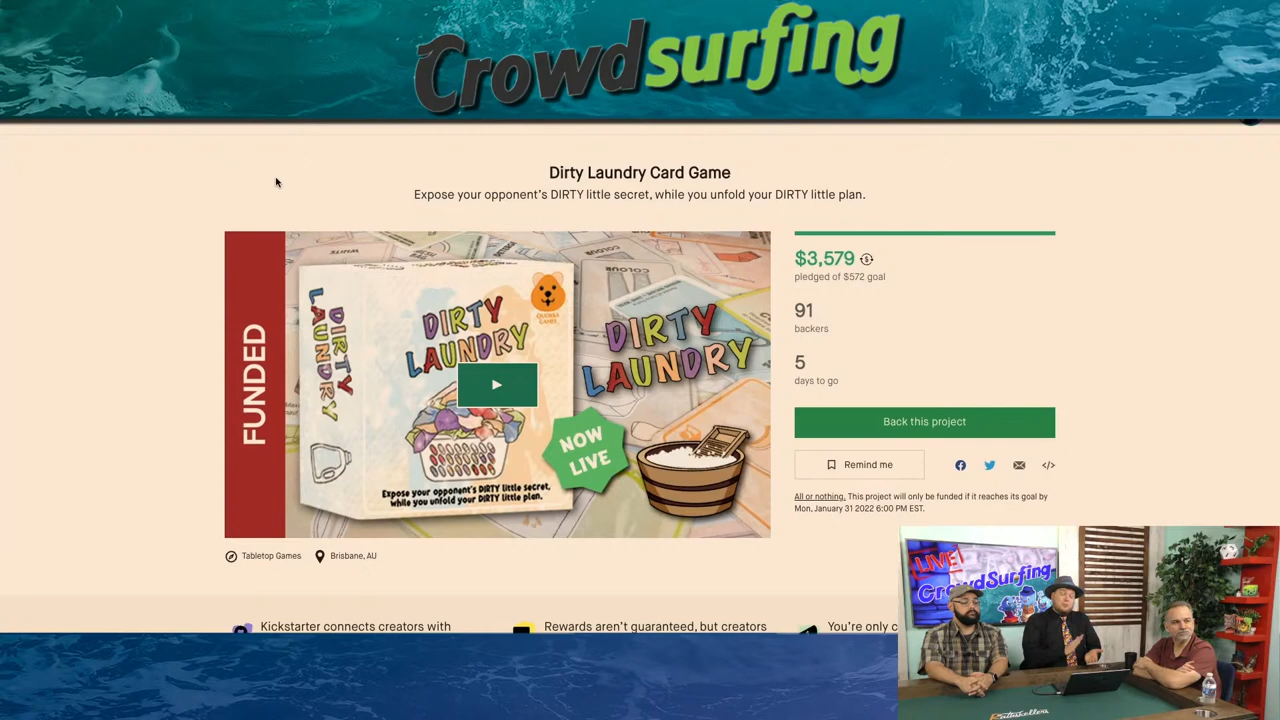 Crowdsurfing
Dirty Laundry Card Game
Expose your opponent's DIRTY little secret, while you unfold your DIRTY little plan.
FUNDED
DIRTY
LAUNDRY
DIRTY
LAUNDRY
QUOKKA
GAMES
DIRTY
LAUNDRY
NOW
LIVE
Expose your opponent's DIRTY little secret,
while you unfold your DIRTY little plan.
COLOUR
COLOUR
WHITE
$3,579
pledged of $572 goal
91
backers
5
days to go
Back this project
Remind me
All or nothing. This project will only be funded if it reaches its goal by
Mon, January 31 2022 6:00 PM EST.
Tabletop Games
Brisbane, AU
Kickstarter connects creators with
Rewards aren't guaranteed, but creators
You're only c
LIVE!
CrowdSurfing